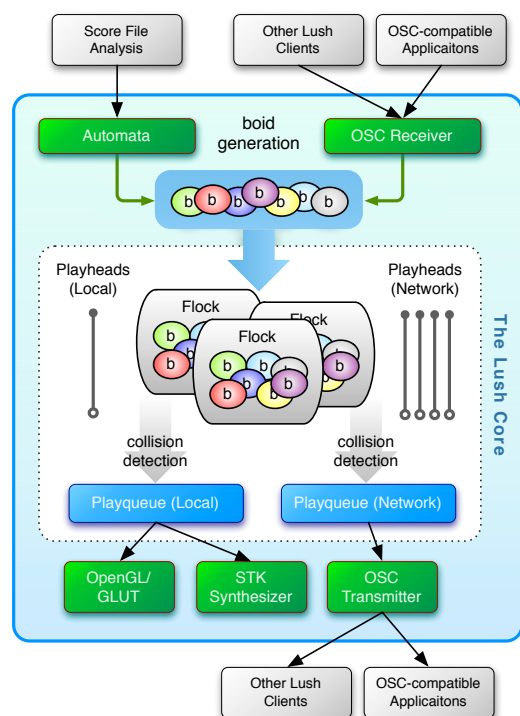 Score File
Analysis
Other Lush
Clients
OSC-compatible
Applicaitons
Automata
boid
generation
OSC Receiver
b b b b b b b
Playheads
(Local)
Playheads
(Network)
Flock
Flock
Flock
b
b
b
b
b
b
b
b
b
b
b
b
b
b
collision
detection
collision
detection
The Lush Core
Playqueue (Local)
Playqueue (Network)
OpenGL/
GLUT
STK
Synthesizer
OSC
Transmitter
Other Lush
Clients
OSC-compatible
Applicaitons